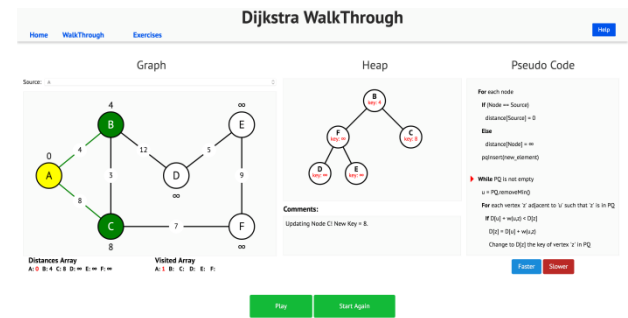 Dijkstra WalkThrough
Home WalkThrough Exercises Help
Graph
Source: A
4
B
∞
E
0
A
4
12
5
D
∞
3
9
8
C
8
7
F
∞
Distances Array
A: 0 B: 4 C: 8 D: ∞ E: ∞ F: ∞
Visited Array
A: 1 B: C: D: E: F:
Heap
B
key: 4
F
key: ∞
C
key: 8
D
key: ∞
E
key: ∞
Comments:
Updating Node C! New Key = 8.
Pseudo Code
For each node
If (Node == Source)
distance[Source] = 0
Else
distance[Node] = ∞
pqInsert(new_element)
While PQ is not empty
u = PQ.removeMin()
For each vertex 'z' adjacent to 'u' such that 'z' is in PQ
If D[u] + w(u,z) < D[z]
D[z] = D[u] + w(u,z)
Change to D[z] the key of vertex 'z' in PQ
Faster Slower
Play Start Again